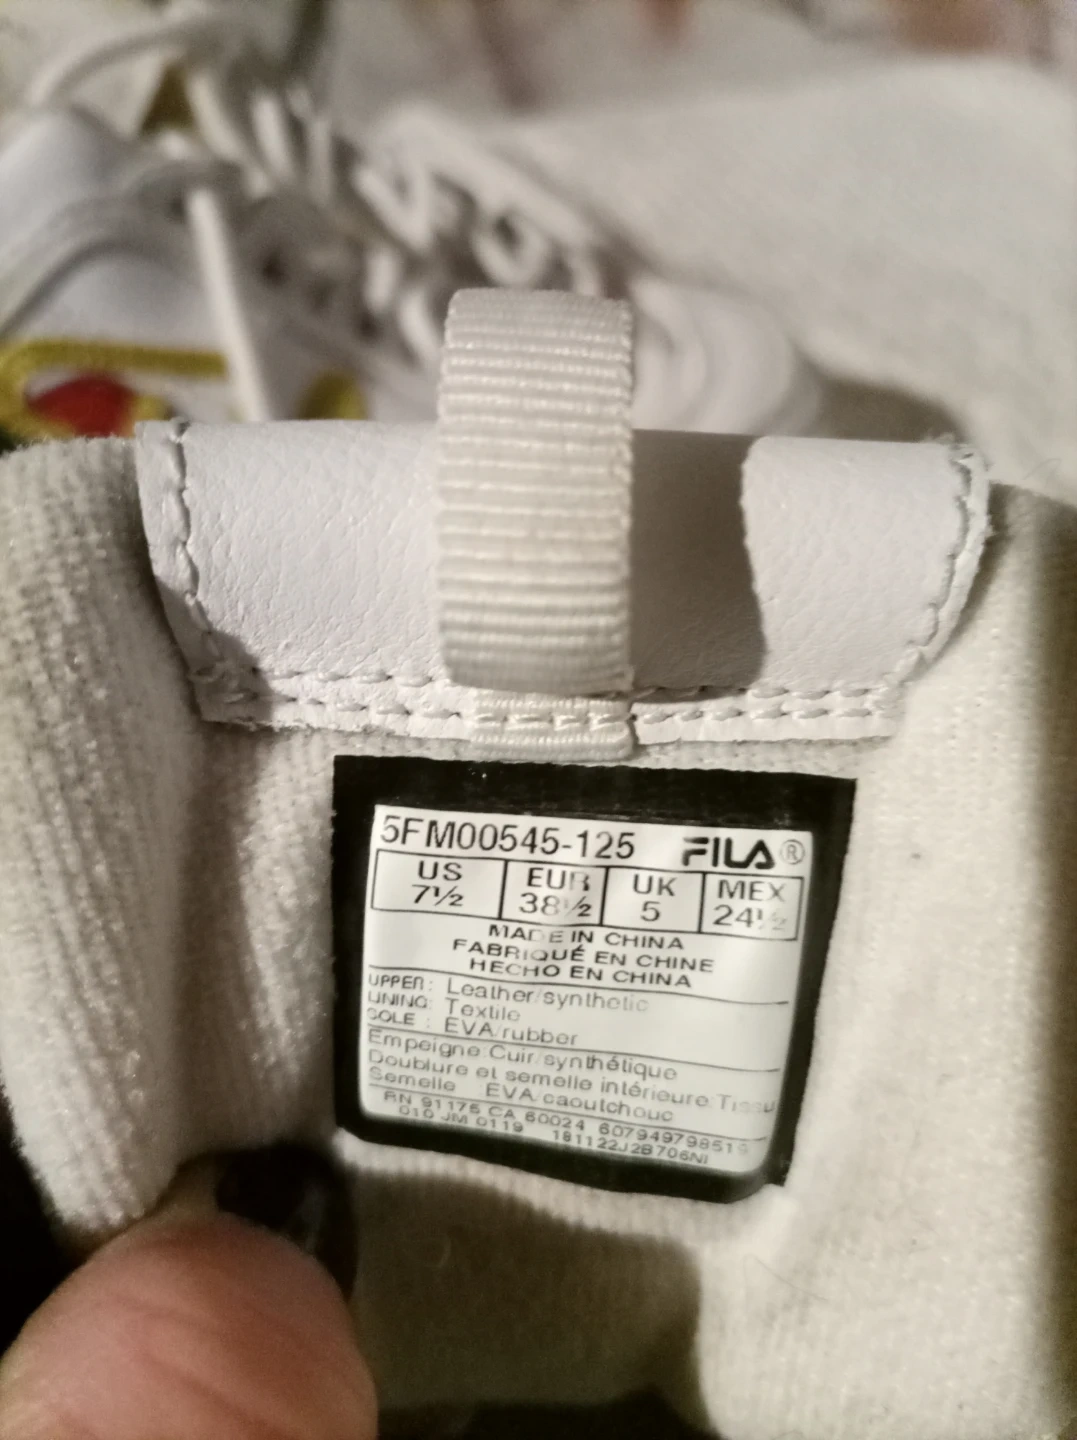 5FM00545-125 FILA®
US EUR UK MEX
7½ 38½ 5 24½
MADE IN CHINA
FABRIQUÉ EN CHINE
HECHO EN CHINA
UPPER: Leather/synthetic
LINING: Textile
SOLE : EVA/rubber
Empeigne:Cuir/synthétique
Doublure et semelle intérieure:Tissu
Semelle EVA/caoutchouc
RN 91175 CA 60024 607949798519
010 JM 0119 181122J2B706NI